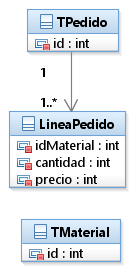 TPedido
id : int
1
1..*
LineaPedido
idMaterial : int
cantidad : int
precio : int
TMaterial
id : int